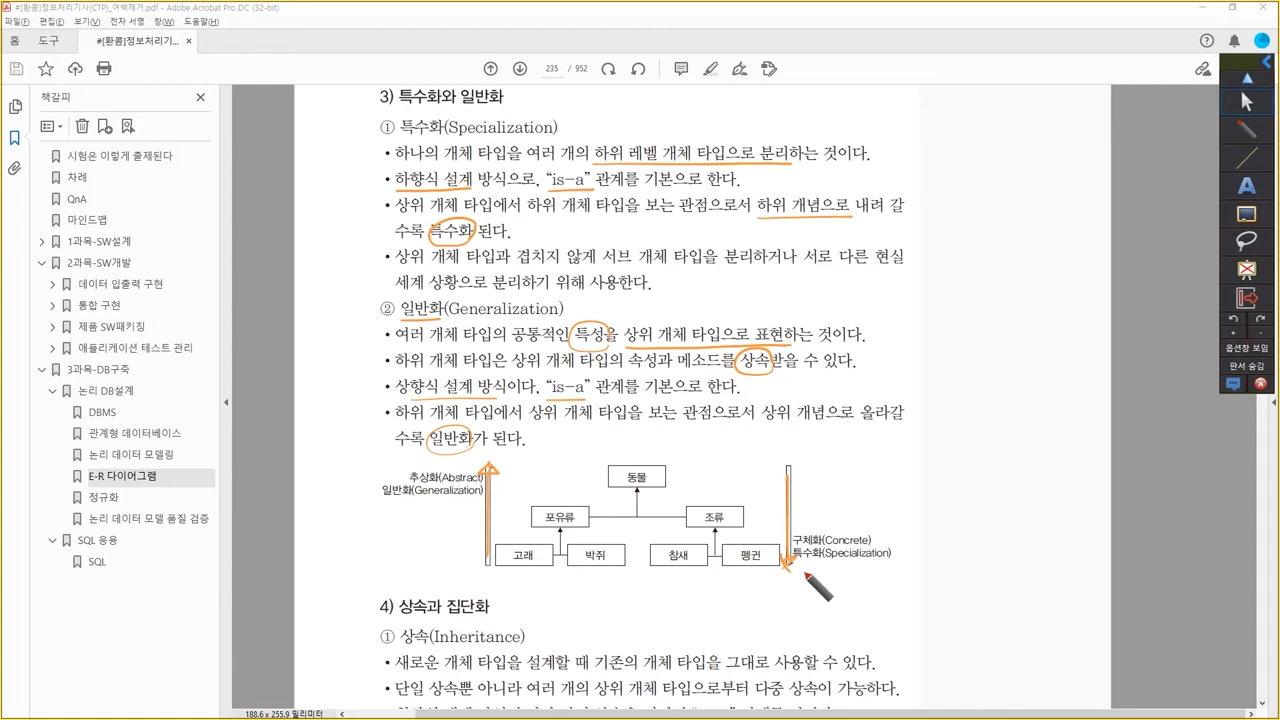 #[환콤]정보처리기사(CTP)_여백제거.pdf - Adobe Acrobat Pro DC (32-bit)
파일(F) 편집(E) 보기(V) 전자 서명 창(W) 도움말(H)
홈 도구 #[환콤]정보처리기... ×
235 / 952
책갈피
시험은 이렇게 출제된다
차례
QnA
마인드맵
1과목-SW설계
2과목-SW개발
데이터 입출력 구현
통합 구현
제품 SW패키징
애플리케이션 테스트 관리
3과목-DB구축
논리 DB설계
DBMS
관계형 데이터베이스
논리 데이터 모델링
E-R 다이어그램
정규화
논리 데이터 모델 품질 검증
SQL 응용
SQL
3) 특수화와 일반화
① 특수화(Specialization)
• 하나의 개체 타입을 여러 개의 하위 레벨 개체 타입으로 분리하는 것이다.
• 하향식 설계 방식으로, “is-a” 관계를 기본으로 한다.
• 상위 개체 타입에서 하위 개체 타입을 보는 관점으로서 하위 개념으로 내려 갈
수록 특수화 된다.
• 상위 개체 타입과 겹치지 않게 서브 개체 타입을 분리하거나 서로 다른 현실
세계 상황으로 분리하기 위해 사용한다.
② 일반화(Generalization)
• 여러 개체 타입의 공통적인 특성을 상위 개체 타입으로 표현하는 것이다.
• 하위 개체 타입은 상위 개체 타입의 속성과 메소드를 상속받을 수 있다.
• 상향식 설계 방식이다, “is-a” 관계를 기본으로 한다.
• 하위 개체 타입에서 상위 개체 타입을 보는 관점으로서 상위 개념으로 올라갈
수록 일반화가 된다.
추상화(Abstract)
일반화(Generalization)
동물
포유류 조류
고래 박쥐 참새 펭귄
구체화(Concrete)
특수화(Specialization)
4) 상속과 집단화
① 상속(Inheritance)
• 새로운 개체 타입을 설계할 때 기존의 개체 타입을 그대로 사용할 수 있다.
• 단일 상속뿐 아니라 여러 개의 상위 개체 타입으로부터 다중 상속이 가능하다.
188.6 x 255.9 밀리미터
A
옵션창 보임
판서 숨김